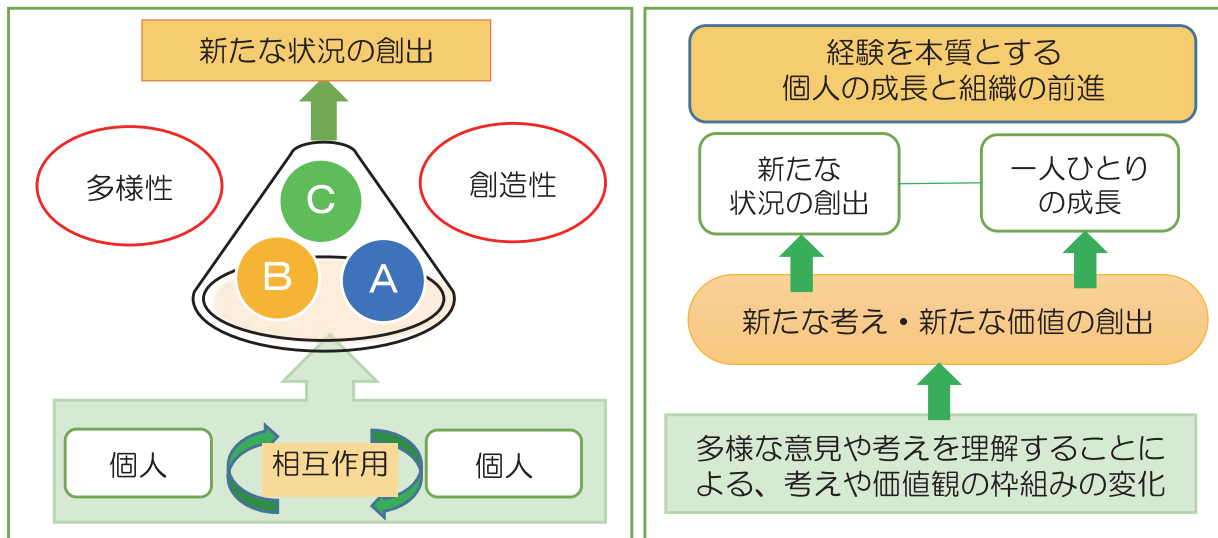 新たな状況の創出
多様性
創造性
C
B
A
個人
相互作用
個人
経験を本質とする
個人の成長と組織の前進
新たな
状況の創出
一人ひとり
の成長
新たな考え・新たな価値の創出
多様な意見や考えを理解することに
よる、考えや価値観の枠組みの変化